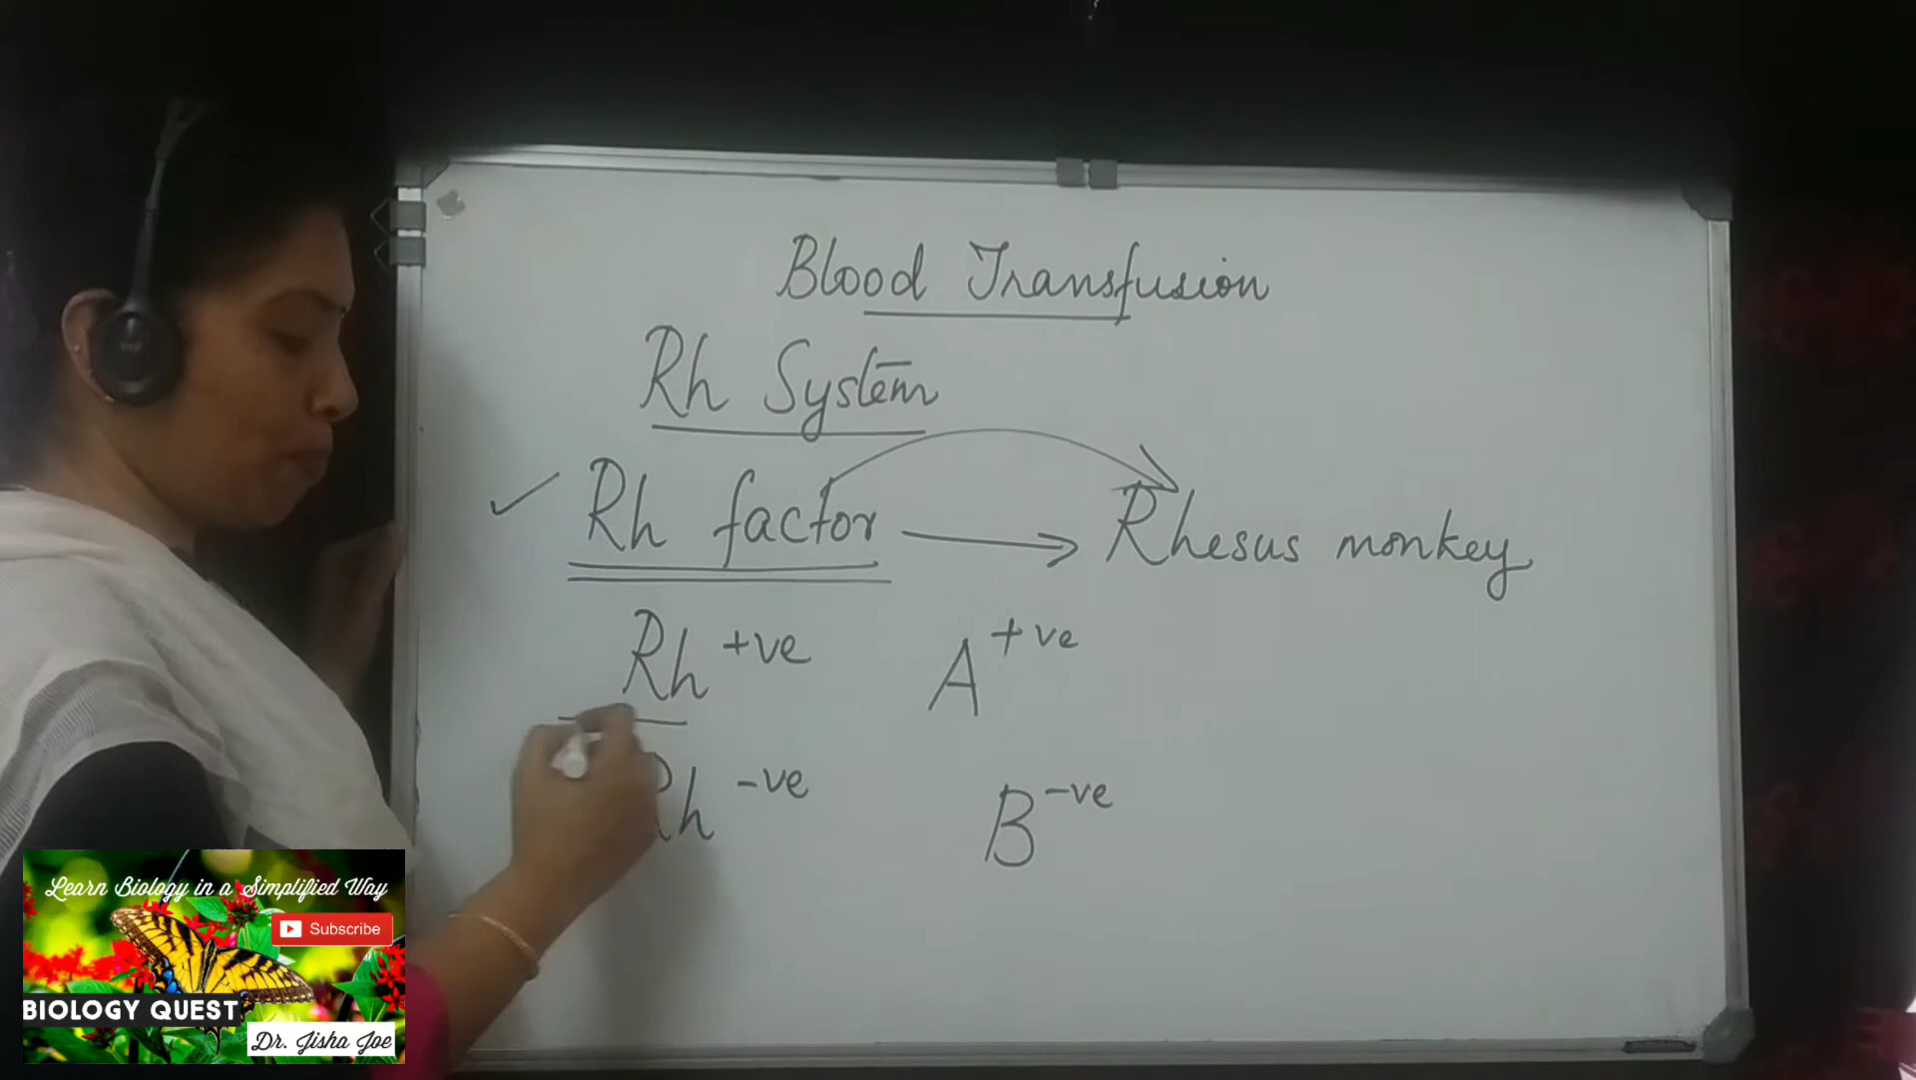 Blood Transfusion
Rh System
✓ Rh factor → Rhesus monkey
Rh +ve A +ve
Rh -ve B -ve
Learn Biology in a Simplified Way
Subscribe
BIOLOGY QUEST
Dr. Jisha Joe